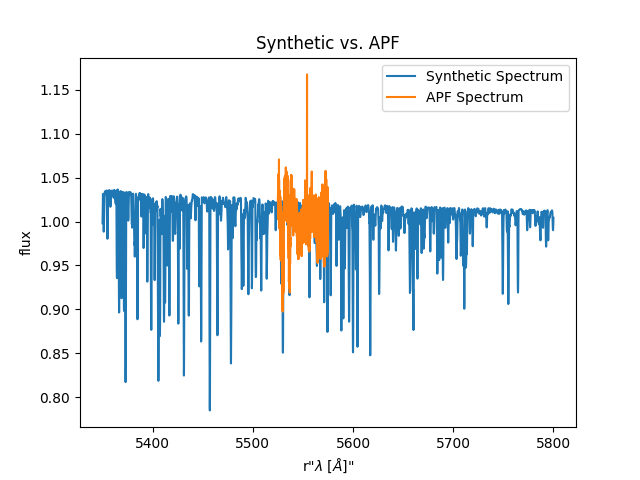 Synthetic vs. APF
Synthetic Spectrum
APF Spectrum
1.15
1.10
1.05
1.00
0.95
0.90
0.85
0.80
flux
5400 5500 5600 5700 5800
r"λ [Å]"